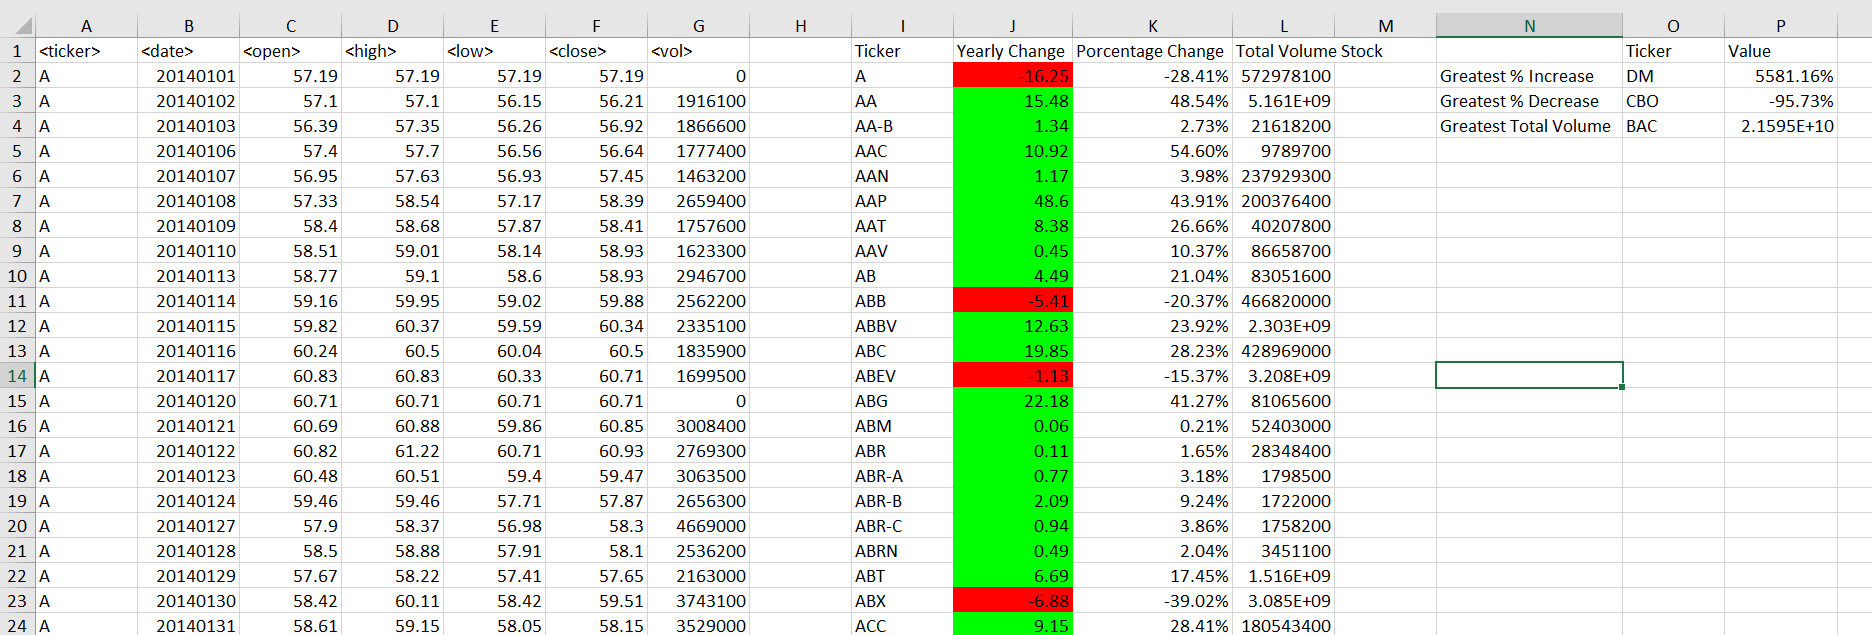 A B C D E F G H I J K L M N O P
1 <ticker> <date> <open> <high> <low> <close> <vol> Ticker Yearly Change Porcentage Change Total Volume Stock Ticker Value
2 A 20140101 57.19 57.19 57.19 57.19 0 A -16.25 -28.41% 572978100 Greatest % Increase DM 5581.16%
3 A 20140102 57.1 57.1 56.15 56.21 1916100 AA 15.48 48.54% 5.161E+09 Greatest % Decrease CBO -95.73%
4 A 20140103 56.39 57.35 56.26 56.92 1866600 AA-B 1.34 2.73% 21618200 Greatest Total Volume BAC 2.1595E+10
5 A 20140106 57.4 57.7 56.56 56.64 1777400 AAC 10.92 54.60% 9789700
6 A 20140107 56.95 57.63 56.93 57.45 1463200 AAN 1.17 3.98% 237929300
7 A 20140108 57.33 58.54 57.17 58.39 2659400 AAP 48.6 43.91% 200376400
8 A 20140109 58.4 58.68 57.87 58.41 1757600 AAT 8.38 26.66% 40207800
9 A 20140110 58.51 59.01 58.14 58.93 1623300 AAV 0.45 10.37% 86658700
10 A 20140113 58.77 59.1 58.6 58.93 2946700 AB 4.49 21.04% 83051600
11 A 20140114 59.16 59.95 59.02 59.88 2562200 ABB -5.41 -20.37% 466820000
12 A 20140115 59.82 60.37 59.59 60.34 2335100 ABBV 12.63 23.92% 2.303E+09
13 A 20140116 60.24 60.5 60.04 60.5 1835900 ABC 19.85 28.23% 428969000
14 A 20140117 60.83 60.83 60.33 60.71 1699500 ABEV -1.13 -15.37% 3.208E+09
15 A 20140120 60.71 60.71 60.71 60.71 0 ABG 22.18 41.27% 81065600
16 A 20140121 60.69 60.88 59.86 60.85 3008400 ABM 0.06 0.21% 52403000
17 A 20140122 60.82 61.22 60.71 60.93 2769300 ABR 0.11 1.65% 28348400
18 A 20140123 60.48 60.51 59.4 59.47 3063500 ABR-A 0.77 3.18% 1798500
19 A 20140124 59.46 59.46 57.71 57.87 2656300 ABR-B 2.09 9.24% 1722000
20 A 20140127 57.9 58.37 56.98 58.3 4669000 ABR-C 0.94 3.86% 1758200
21 A 20140128 58.5 58.88 57.91 58.1 2536200 ABRN 0.49 2.04% 3451100
22 A 20140129 57.67 58.22 57.41 57.65 2163000 ABT 6.69 17.45% 1.516E+09
23 A 20140130 58.42 60.11 58.42 59.51 3743100 ABX -6.88 -39.02% 3.085E+09
24 A 20140131 58.61 59.15 58.05 58.15 3529000 ACC 9.15 28.41% 180543400